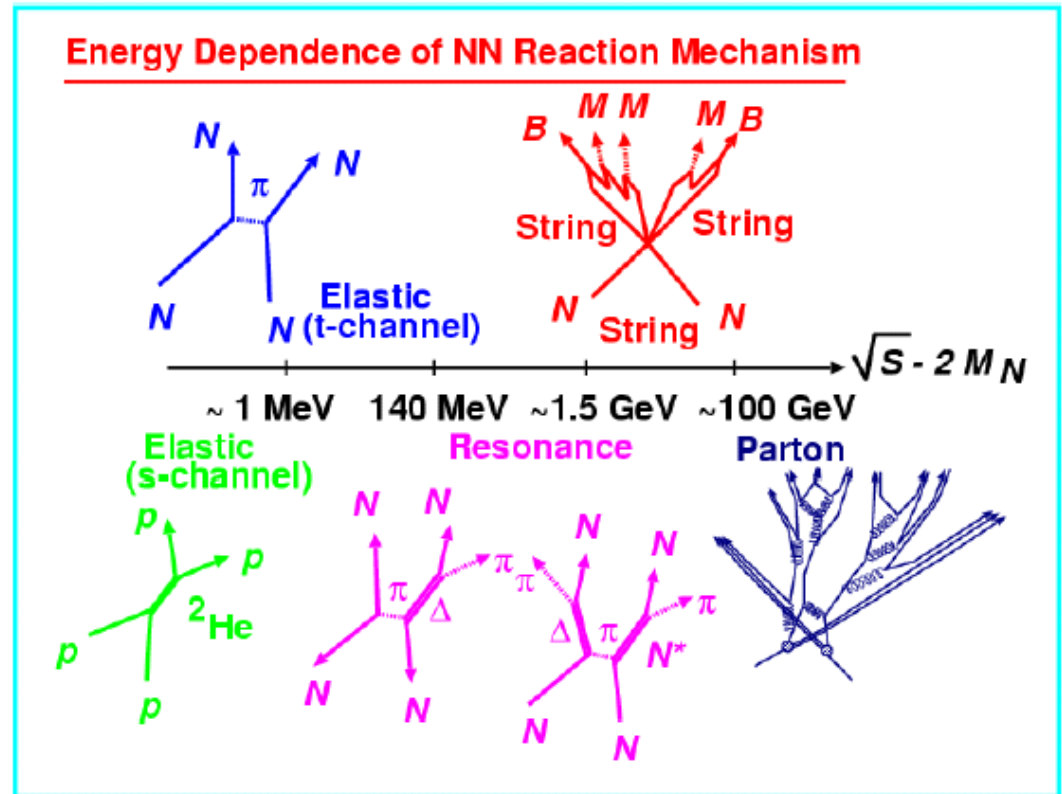 Energy Dependence of NN Reaction Mechanism
N
N
π
N
N
Elastic
(t-channel)
B
M
M
M
B
String
String
N
String
N
√S - 2 M N
~ 1 MeV
140 MeV
~1.5 GeV
~100 GeV
Elastic
(s-channel)
p
p
2He
p
p
Resonance
N
N
π
π
Δ
N
N
π
N
N
Δ
π
N*
π
N
N
Parton